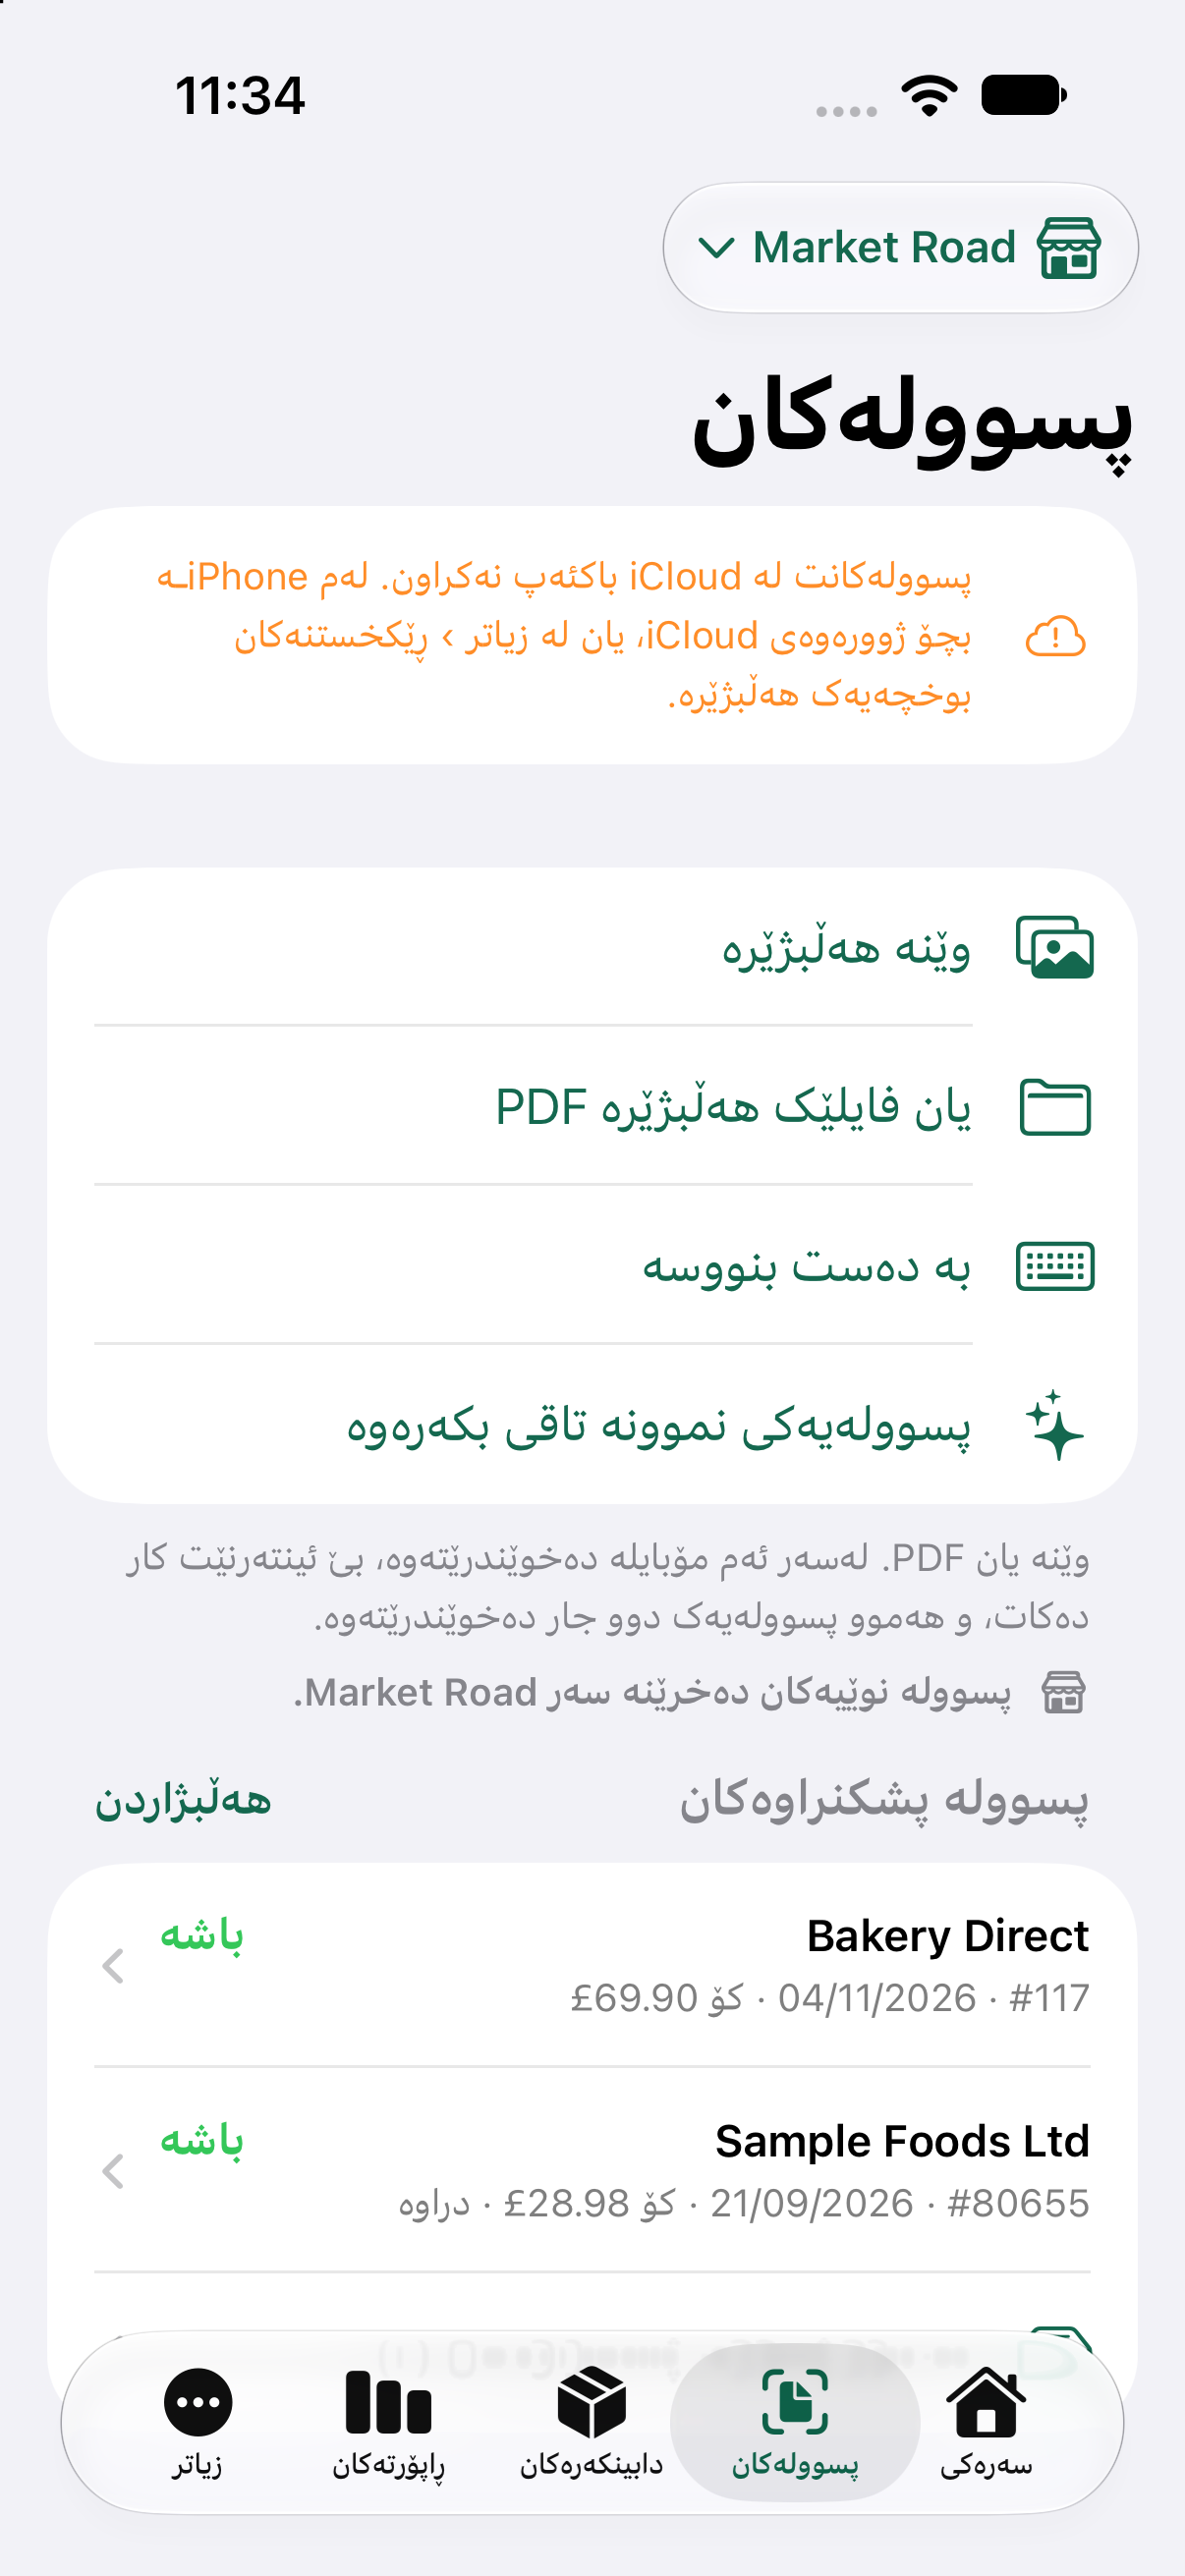 11:34
Market Road
پسوولەکان
پسوولەکانت لە iCloud باکئەپ نەکراون. لەم iPhoneـە
بچۆ ژوورەوەی iCloud، یان لە زیاتر › ڕێکخستنەکان
بوخچەیەک هەڵبژێرە.
وێنە هەڵبژێرە
یان فایلێک هەڵبژێرە PDF
بە دەست بنووسە
پسوولەیەکی نموونە تاقی بکەرەوە
وێنە یان PDF. لەسەر ئەم مۆبایلە دەخوێندرێتەوە، بێ ئینتەرنێت کار
دەکات، و هەموو پسوولەیەک دوو جار دەخوێندرێتەوە.
پسوولە نوێیەکان دەخرێنە سەر Market Road.
پسوولە پشکنراوەکان
هەڵبژاردن
Bakery Direct
باشە
#117 · 04/11/2026 · کۆ £69.90
Sample Foods Ltd
باشە
#80655 · 21/09/2026 · کۆ £28.98 · دراوە
سەرەکی
پسوولەکان
دابینکەرەکان
ڕاپۆرتەکان
زیاتر